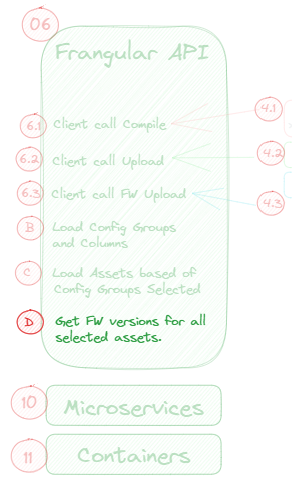 06
Frangular API
6.1 Client call Compile 4.1
6.2 Client call Upload 4.2
6.3 Client call FW Upload 4.3
B Load Config Groups
and Columns
C Load Assets based of
Config Groups Selected
D Get FW versions for all
selected assets.
10 Microservices
11 Containers